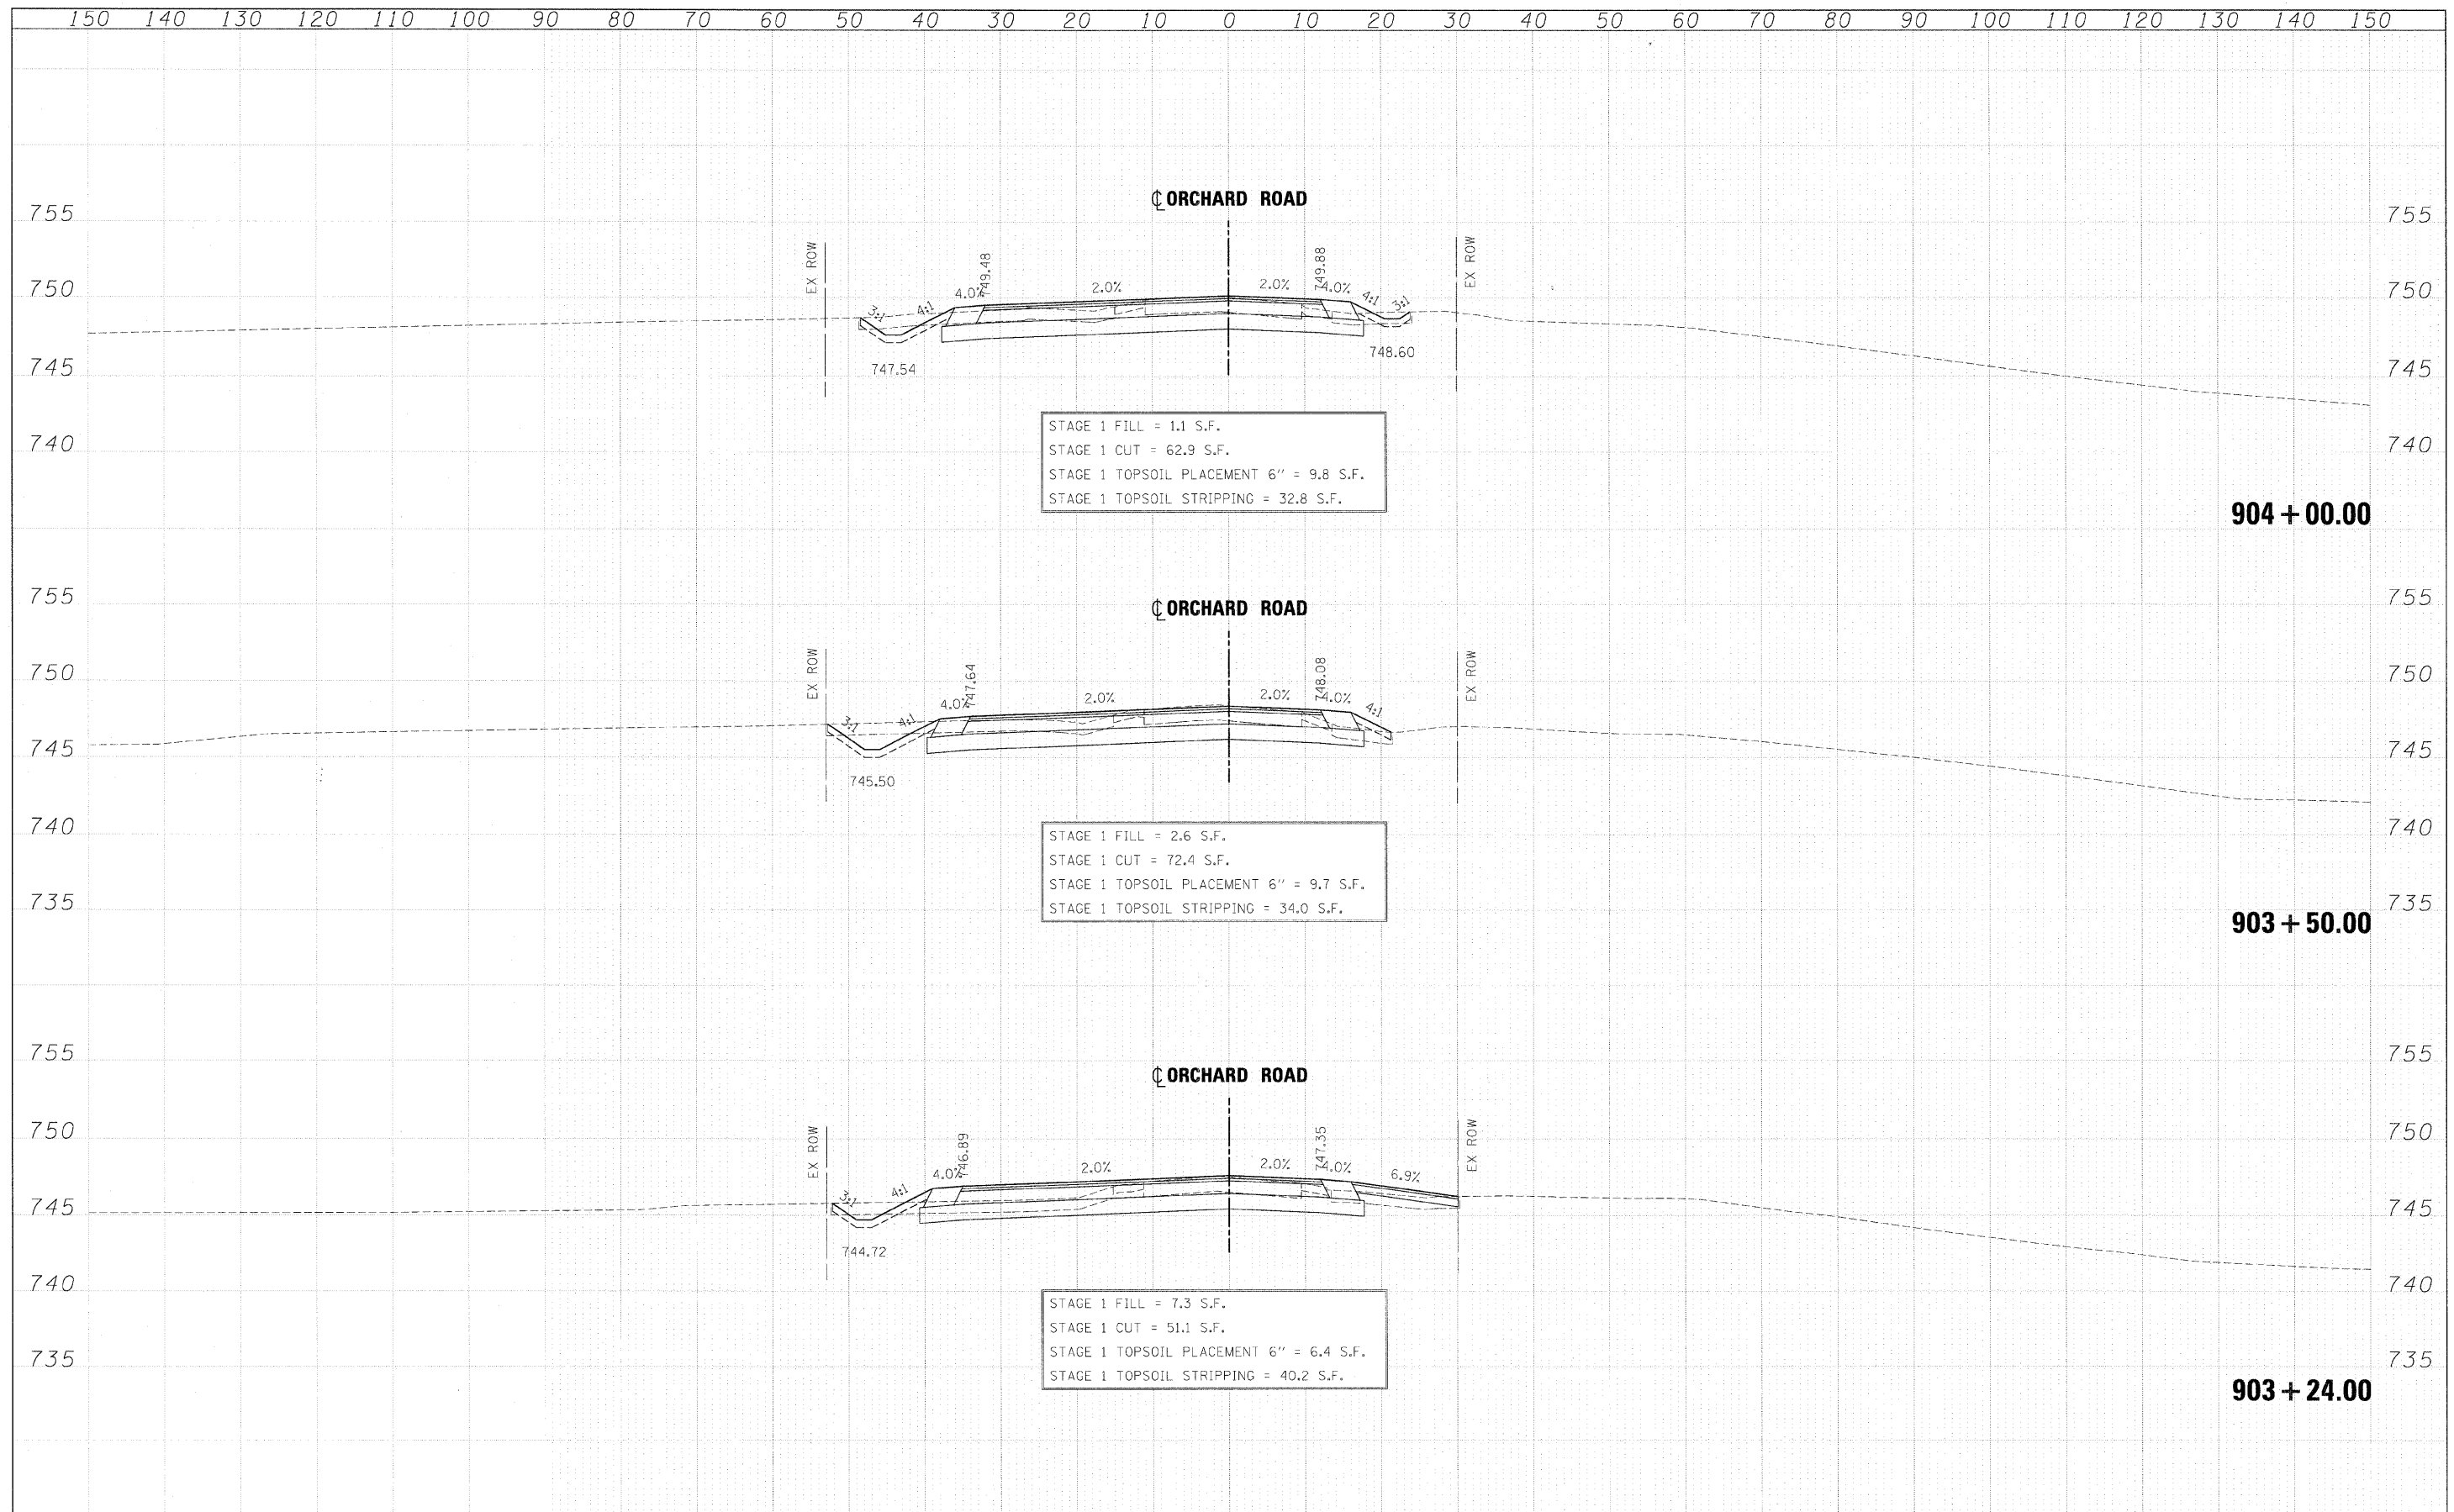 150 140 130 120 110 100 90 80 70 60 50 40 30 20 10 0 10 20 30 40 50 60 70 80 90 100 110 120 130 140 150
℄ ORCHARD ROAD
755 755
EX ROW EX ROW
749.48 749.88
3:1 4:1 4.0% 2.0% 2.0% 4.0% 4:1 3:1
750 750
748.60
745 747.54 745
STAGE 1 FILL = 1.1 S.F.
740 740
STAGE 1 CUT = 62.9 S.F.
STAGE 1 TOPSOIL PLACEMENT 6" = 9.8 S.F.
STAGE 1 TOPSOIL STRIPPING = 32.8 S.F.
904+00.00
755 755
℄ ORCHARD ROAD
EX ROW EX ROW
750 750
747.64 748.08
3:1 4:1 4.0% 2.0% 2.0% 4.0% 4:1
745 745
745.50
740 740
STAGE 1 FILL = 2.6 S.F.
STAGE 1 CUT = 72.4 S.F.
STAGE 1 TOPSOIL PLACEMENT 6" = 9.7 S.F.
735 735
STAGE 1 TOPSOIL STRIPPING = 34.0 S.F.
903+50.00
755 755
℄ ORCHARD ROAD
750 750
EX ROW EX ROW
746.89 747.35
3:1 4:1 4.0% 2.0% 2.0% 4.0% 6.9%
745 745
744.72
740 740
STAGE 1 FILL = 7.3 S.F.
STAGE 1 CUT = 51.1 S.F.
STAGE 1 TOPSOIL PLACEMENT 6" = 6.4 S.F.
735 735
STAGE 1 TOPSOIL STRIPPING = 40.2 S.F.
903+24.00